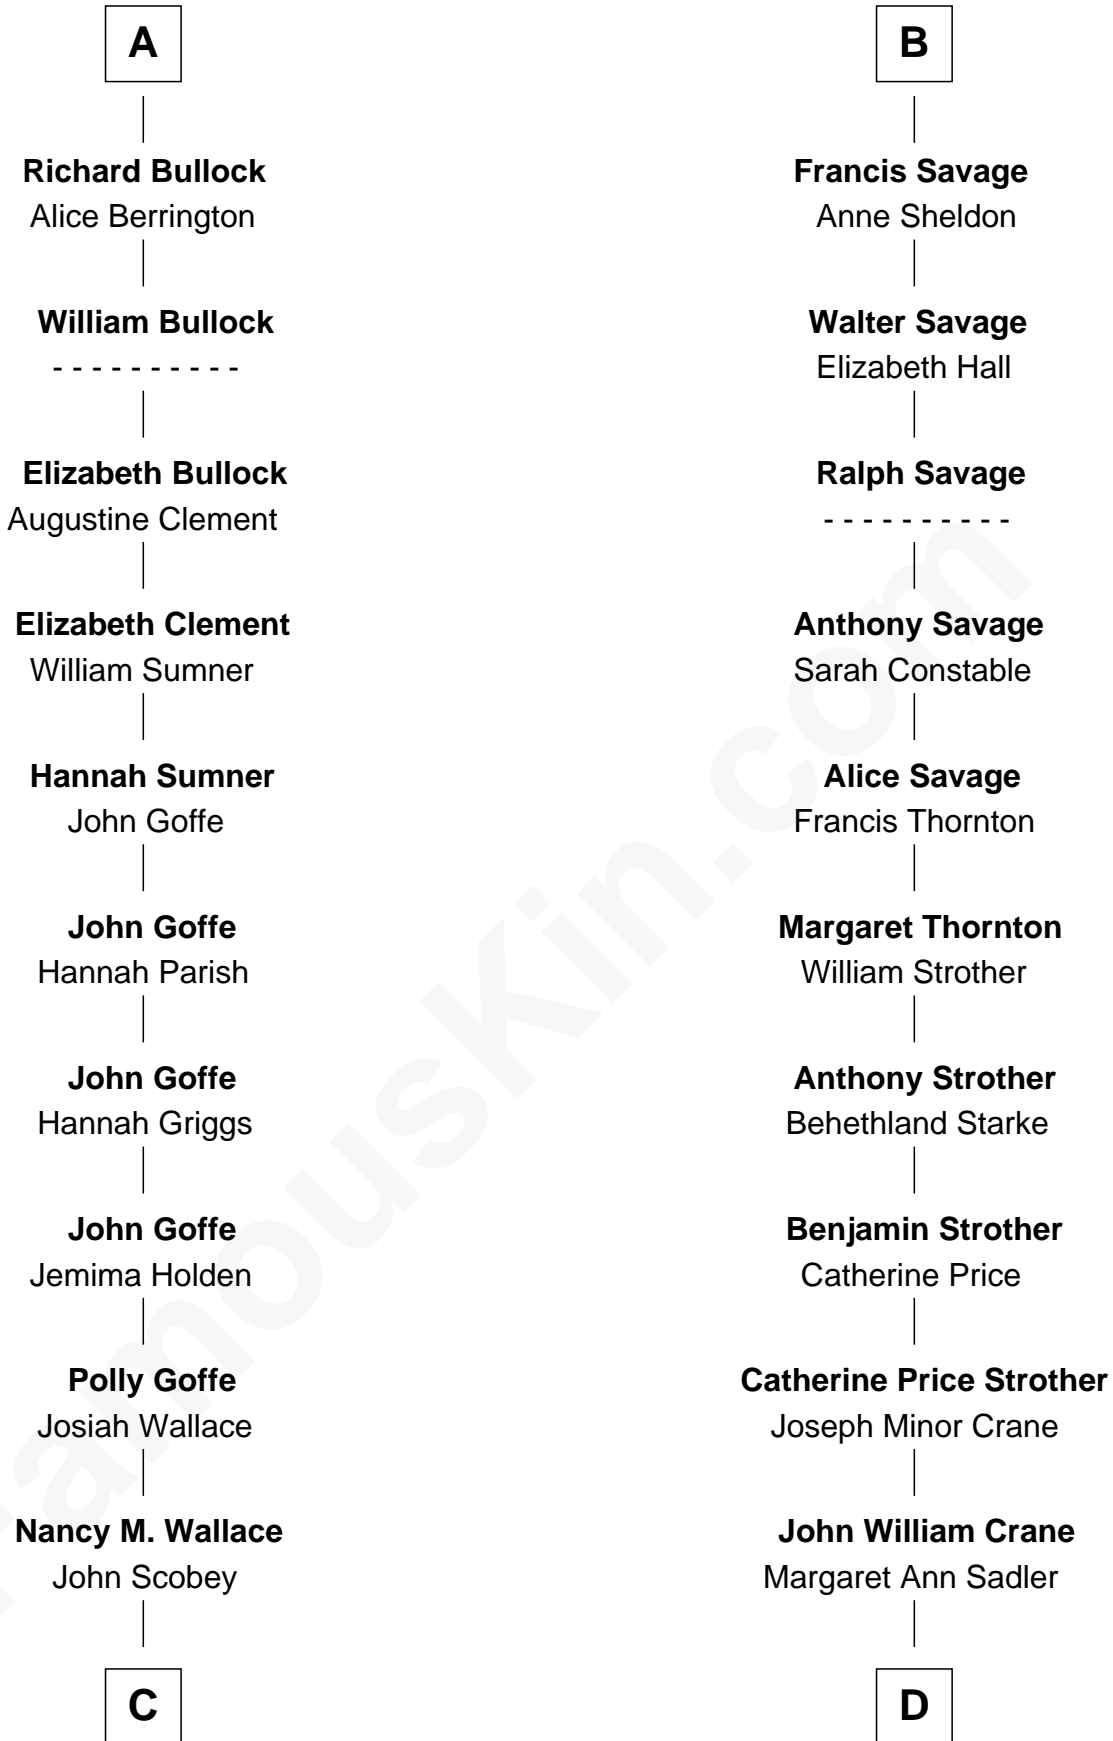 A
Richard Bullock
Alice Berrington
William Bullock
- - - - - - - - - -
Elizabeth Bullock
Augustine Clement
Elizabeth Clement
William Sumner
Hannah Sumner
John Goffe
John Goffe
Hannah Parish
John Goffe
Hannah Griggs
John Goffe
Jemima Holden
Polly Goffe
Josiah Wallace
Nancy M. Wallace
John Scobey
C
B
Francis Savage
Anne Sheldon
Walter Savage
Elizabeth Hall
Ralph Savage
- - - - - - - - - -
Anthony Savage
Sarah Constable
Alice Savage
Francis Thornton
Margaret Thornton
William Strother
Anthony Strother
Behethland Starke
Benjamin Strother
Catherine Price
Catherine Price Strother
Joseph Minor Crane
John William Crane
Margaret Ann Sadler
D
FamousKin.com